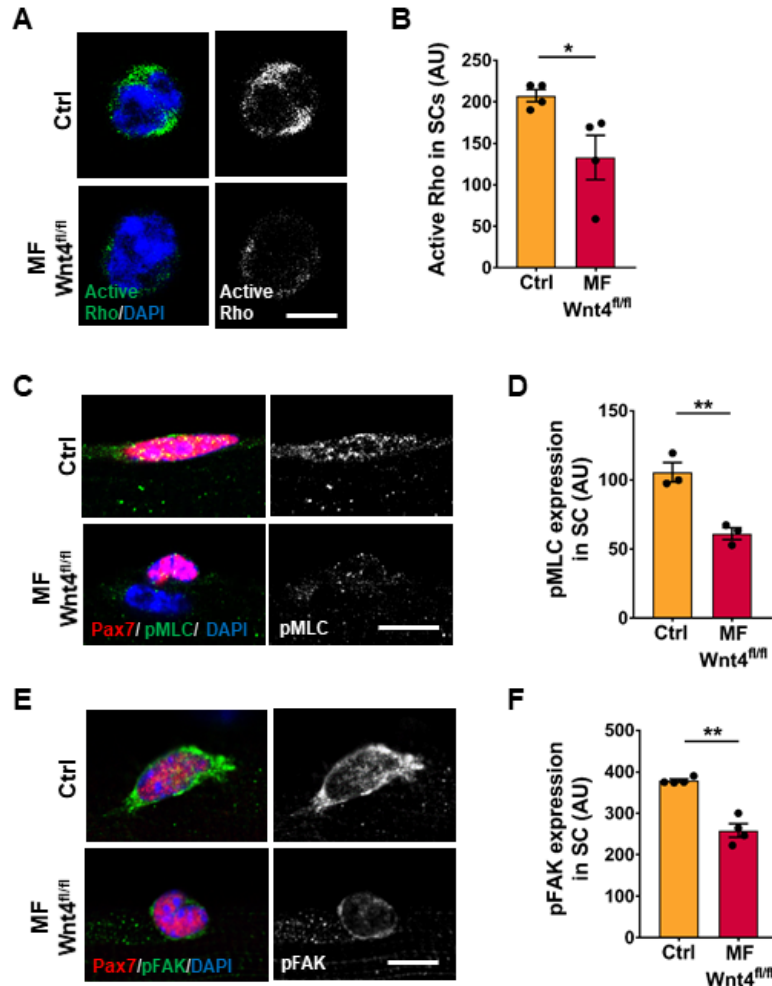 A
Ctrl
MF
Wnt4fl/fl
Active
Rho/DAPI
Active
Rho
B
Active Rho in SCs (AU)
250
200
150
100
50
0
*
Ctrl
MF
Wnt4fl/fl
C
Ctrl
MF
Wnt4fl/fl
Pax7/ pMLC/ DAPI
pMLC
D
pMLC expression
in SC (AU)
150
100
50
0
**
Ctrl
MF
Wnt4fl/fl
E
Ctrl
MF
Wnt4fl/fl
Pax7/pFAK/DAPI
pFAK
F
pFAK expression
in SC (AU)
500
400
300
200
100
0
**
Ctrl
MF
Wnt4fl/fl